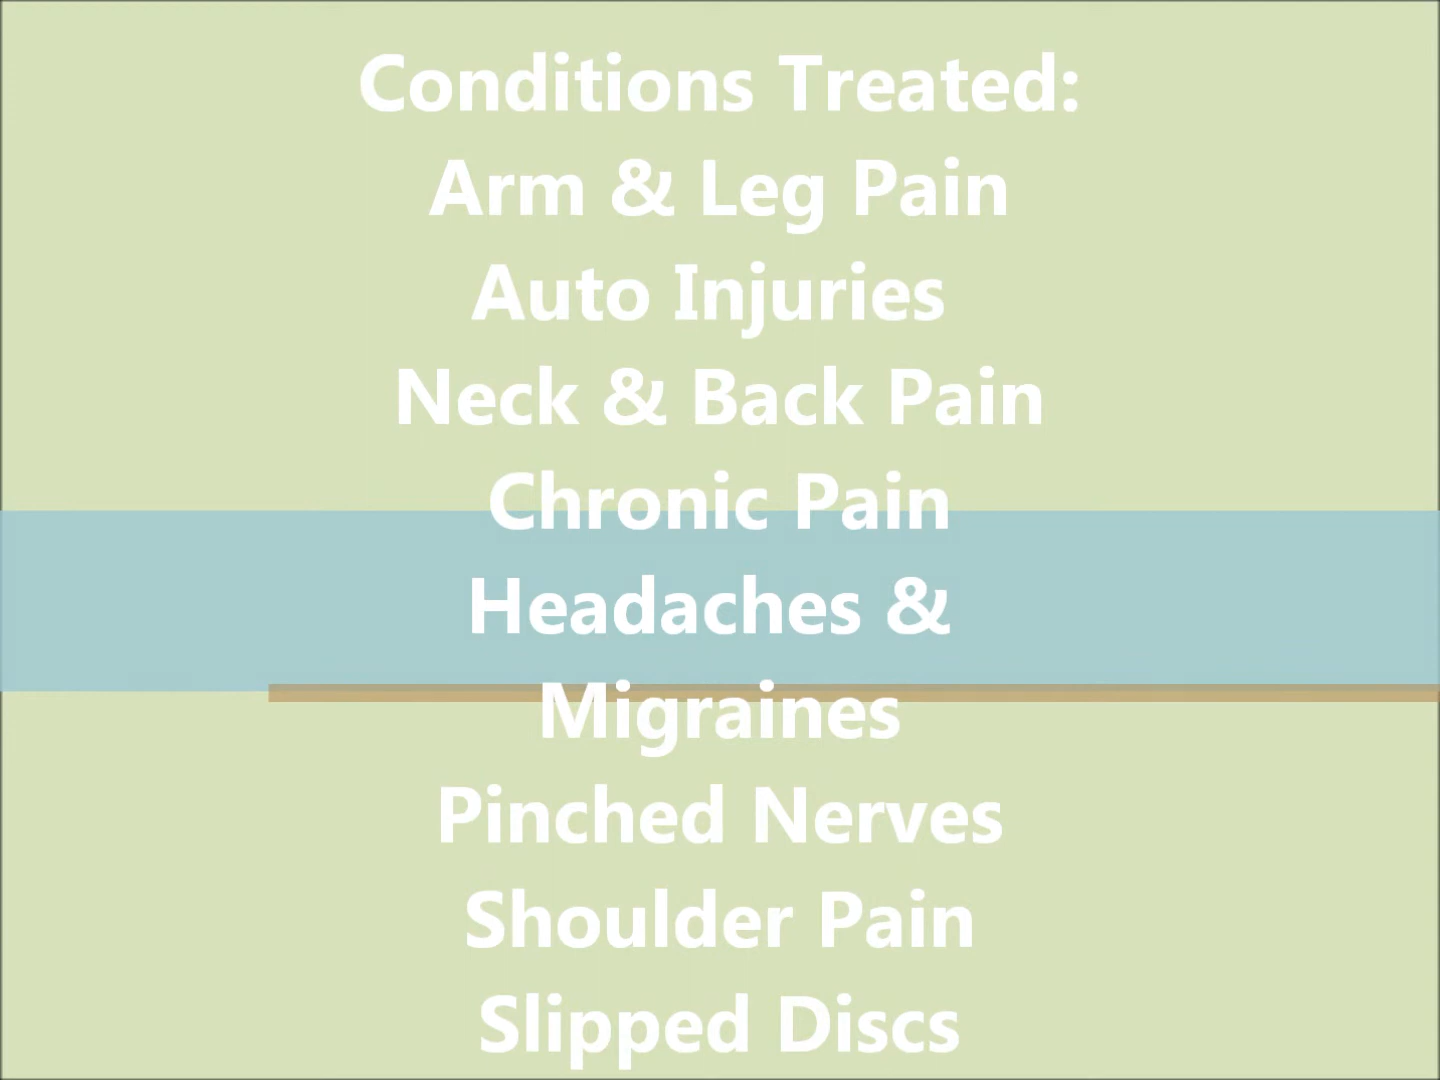 Conditions Treated:
Arm & Leg Pain
Auto Injuries
Neck & Back Pain
Chronic Pain
Headaches &
Migraines
Pinched Nerves
Shoulder Pain
Slipped Discs